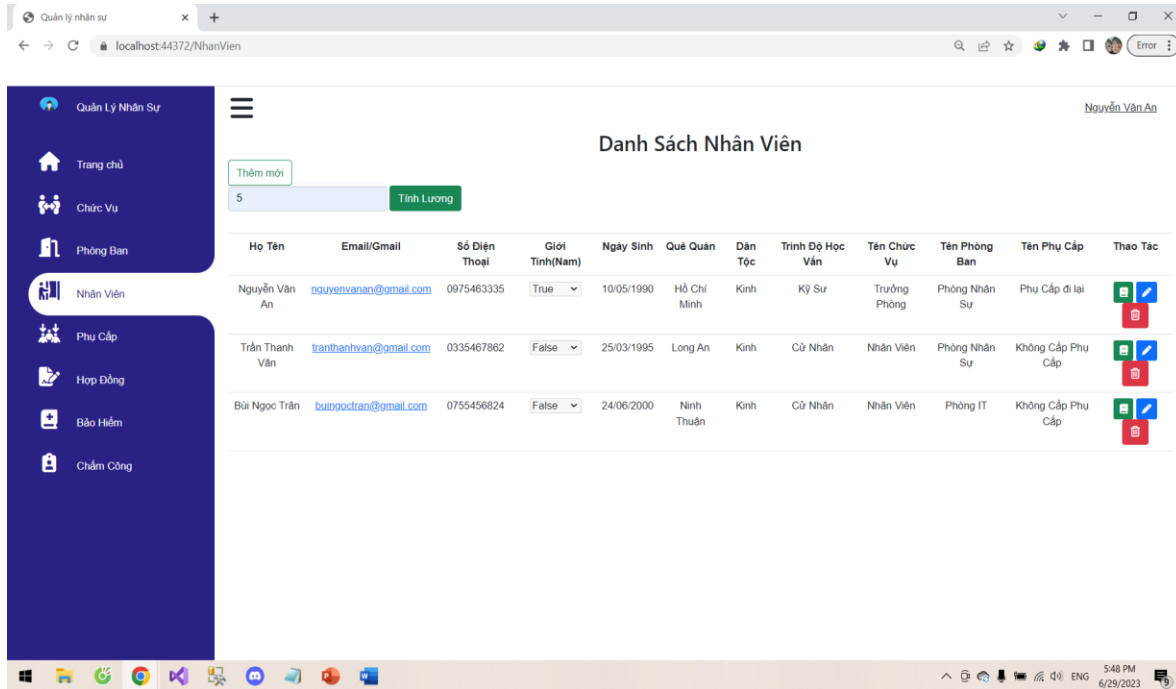 Quản lý nhân sự
localhost:44372/NhanVien
Error
Quản Lý Nhân Sự
Nguyễn Văn An
Danh Sách Nhân Viên
Trang chủ
Thêm mới
5 Tính Lương
Chức Vụ
Phòng Ban
Nhân Viên
Phụ Cấp
Hợp Đồng
Bảo Hiểm
Chấm Công
Họ Tên Email/Gmail Số Điện Thoại Giới Tính(Nam) Ngày Sinh Quê Quán Dân Tộc Trình Độ Học Vấn Tên Chức Vụ Tên Phòng Ban Tên Phụ Cấp Thao Tác
Nguyễn Văn An nguyenvanan@gmail.com 0975463335 True 10/05/1990 Hồ Chí Minh Kinh Kỹ Sư Trưởng Phòng Phòng Nhân Sự Phụ Cấp đi lại
Trần Thanh Vân tranthanhvan@gmail.com 0335467862 False 25/03/1995 Long An Kinh Cử Nhân Nhân Viên Phòng Nhân Sự Không Cấp Phụ Cấp
Bùi Ngọc Trân buingoctran@gmail.com 0755456824 False 24/06/2000 Ninh Thuận Kinh Cử Nhân Nhân Viên Phòng IT Không Cấp Phụ Cấp
ENG
5:48 PM
6/29/2023